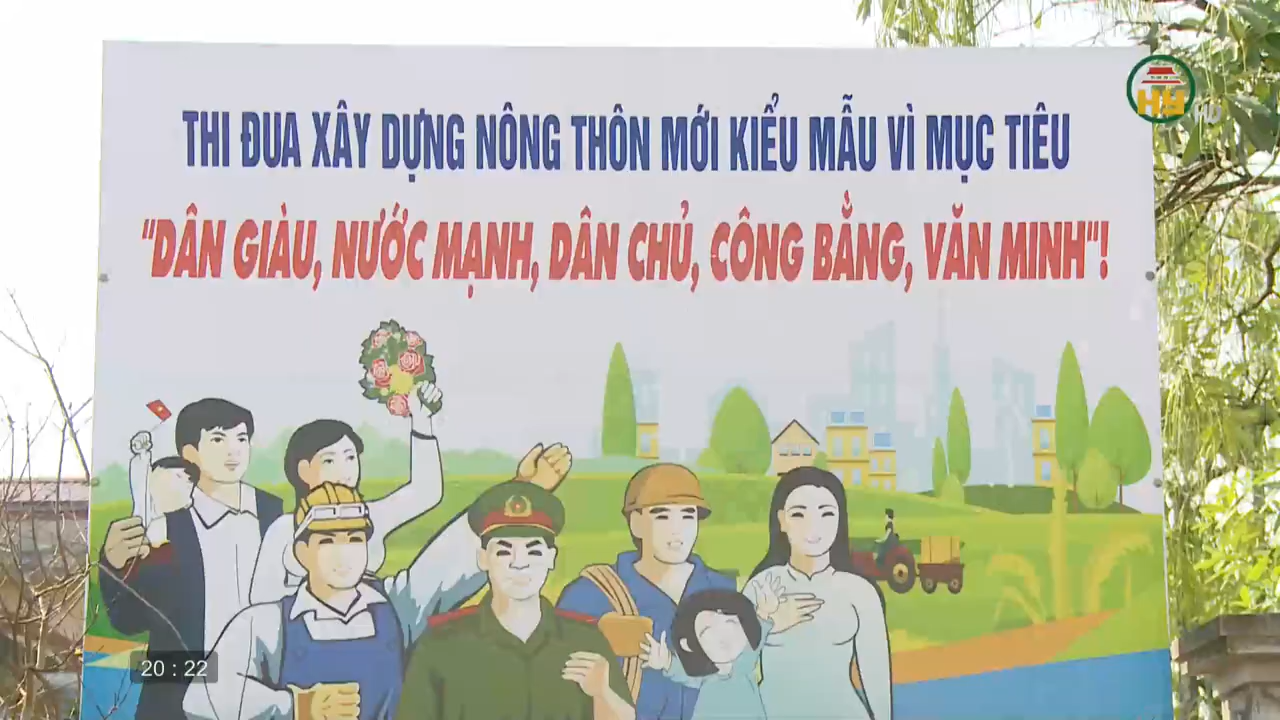 THI ĐUA XÂY DỰNG NÔNG THÔN MỚI KIỂU MẪU VÌ MỤC TIÊU
"DÂN GIÀU, NƯỚC MẠNH, DÂN CHỦ, CÔNG BẰNG, VĂN MINH"!
HY
20 : 22